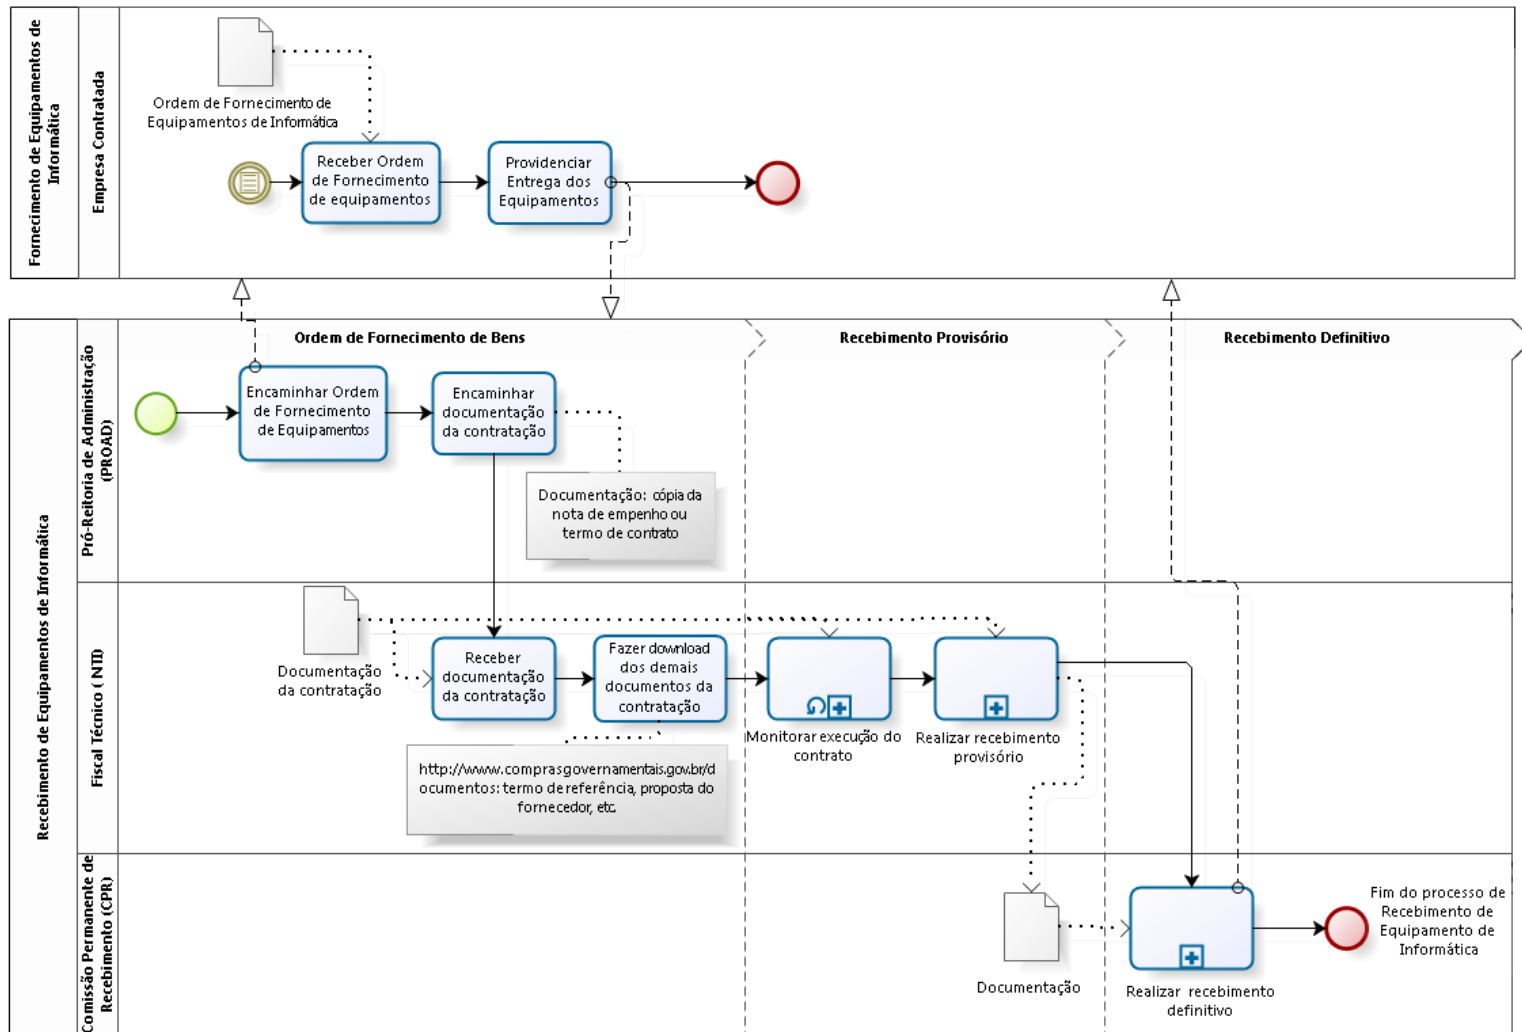 Fornecimento de Equipamentos de
Informática
Empresa Contratada
Ordem de Fornecimento de
Equipamentos de Informática
Receber Ordem
de Fornecimento
de equipamentos
Providenciar
Entrega dos
Equipamentos
Recebimento de Equipamentos de Informática
Ordem de Fornecimento de Bens
Recebimento Provisório
Recebimento Definitivo
Pró-Reitoria de Administração
(PROAD)
Encaminhar Ordem
de Fornecimento
de Equipamentos
Encaminhar
documentação
da contratação
Documentação: cópia da
nota de empenho ou
termo de contrato
Fiscal Técnico ( NTI)
Documentação
da contratação
Receber
documentação
da contratação
Fazer download
dos demais
documentos da
contratação
http://www.comprasgovernamentais.gov.br/d
ocumentos: termo de referência, proposta do
fornecedor, etc.
Monitorar execução do
contrato
Realizar recebimento
provisório
Comissão Permanente de
Recebimento (CPR)
Documentação
Realizar recebimento
definitivo
Fim do processo de
Recebimento de
Equipamento de
Informática